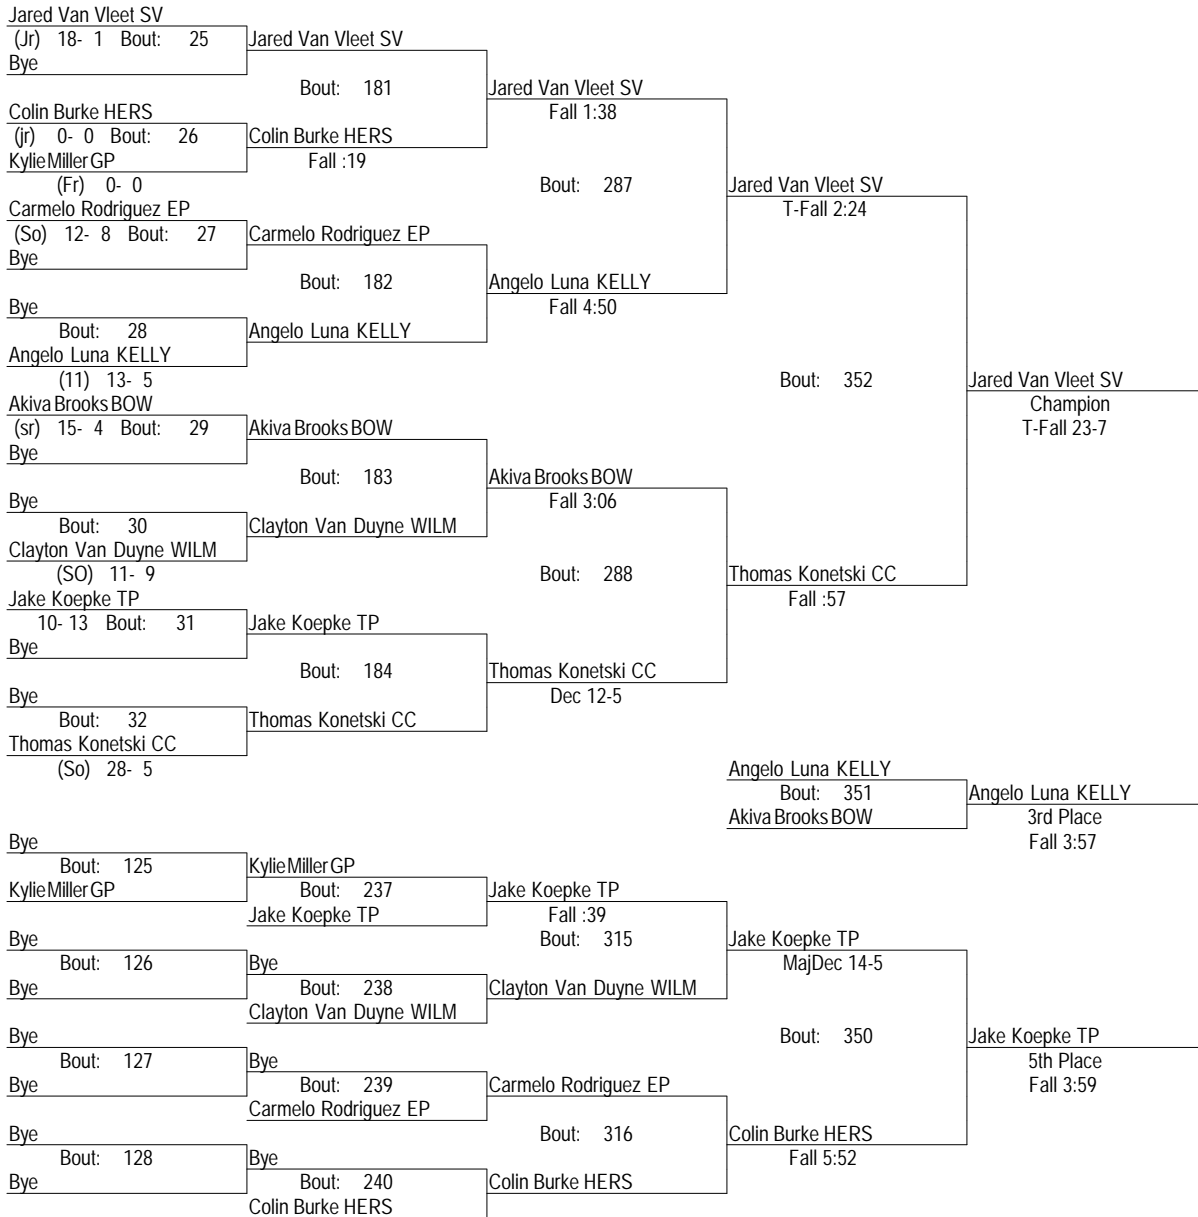 Jared Van Vleet SV
(Jr) 18- 1 Bout: 25 Jared Van Vleet SV
Bye
Bout: 181 Jared Van Vleet SV
Colin Burke HERS Fall 1:38
(jr) 0- 0 Bout: 26 Colin Burke HERS
Kylie Miller GP Fall :19
(Fr) 0- 0 Bout: 287 Jared Van Vleet SV
Carmelo Rodriguez EP T-Fall 2:24
(So) 12- 8 Bout: 27 Carmelo Rodriguez EP
Bye
Bout: 182 Angelo Luna KELLY
Bye Fall 4:50
Bout: 28 Angelo Luna KELLY
Angelo Luna KELLY
(11) 13- 5 Bout: 352 Jared Van Vleet SV
Akiva Brooks BOW Champion
(sr) 15- 4 Bout: 29 Akiva Brooks BOW T-Fall 23-7
Bye
Bout: 183 Akiva Brooks BOW
Bye Fall 3:06
Bout: 30 Clayton Van Duyne WILM
Clayton Van Duyne WILM
(SO) 11- 9 Bout: 288 Thomas Konetski CC
Jake Koepke TP Fall :57
10- 13 Bout: 31 Jake Koepke TP
Bye
Bout: 184 Thomas Konetski CC
Bye Dec 12-5
Bout: 32 Thomas Konetski CC
Thomas Konetski CC
(So) 28- 5 Angelo Luna KELLY
Bout: 351 Angelo Luna KELLY
Akiva Brooks BOW 3rd Place
Bye Fall 3:57
Bout: 125 Kylie Miller GP
Kylie Miller GP Bout: 237 Jake Koepke TP
Jake Koepke TP Fall :39
Bye Bout: 315 Jake Koepke TP
Bout: 126 Bye MajDec 14-5
Bye Bout: 238 Clayton Van Duyne WILM
Clayton Van Duyne WILM
Bye Bout: 350 Jake Koepke TP
Bout: 127 Bye 5th Place
Bye Bout: 239 Carmelo Rodriguez EP Fall 3:59
Carmelo Rodriguez EP
Bye Bout: 316 Colin Burke HERS
Bout: 128 Bye Fall 5:52
Bye Bout: 240 Colin Burke HERS
Colin Burke HERS